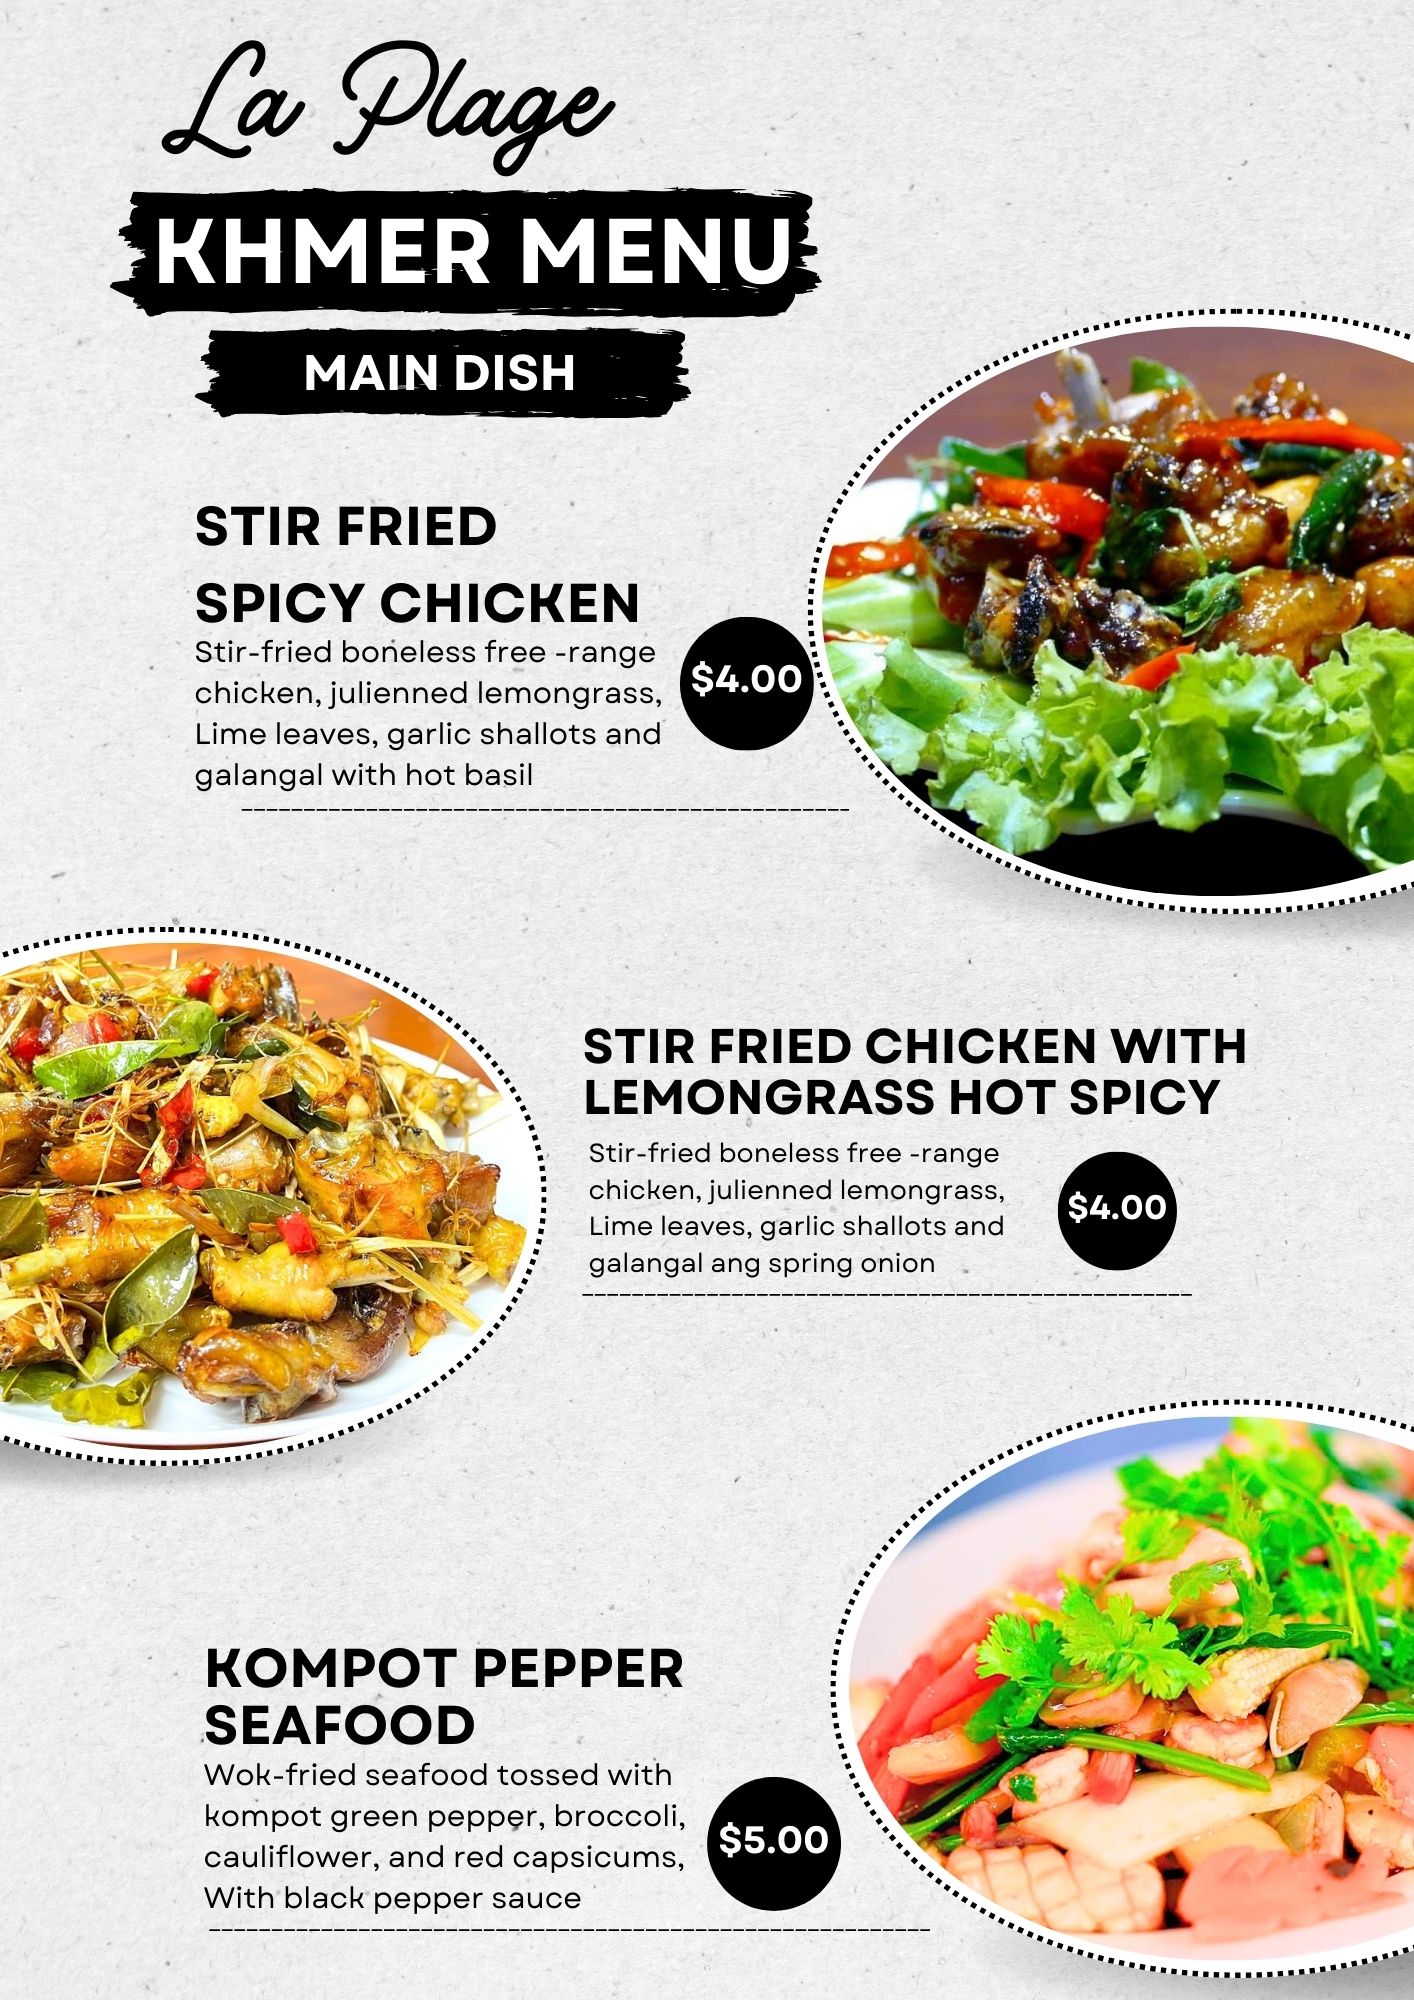 La Plage
KHMER MENU
MAIN DISH
STIR FRIED
SPICY CHICKEN
Stir-fried boneless free -range
chicken, julienned lemongrass,
Lime leaves, garlic shallots and
galangal with hot basil
$4.00
STIR FRIED CHICKEN WITH
LEMONGRASS HOT SPICY
Stir-fried boneless free -range
chicken, julienned lemongrass,
Lime leaves, garlic shallots and
galangal ang spring onion
$4.00
KOMPOT PEPPER
SEAFOOD
Wok-fried seafood tossed with
kompot green pepper, broccoli,
cauliflower, and red capsicums,
With black pepper sauce
$5.00